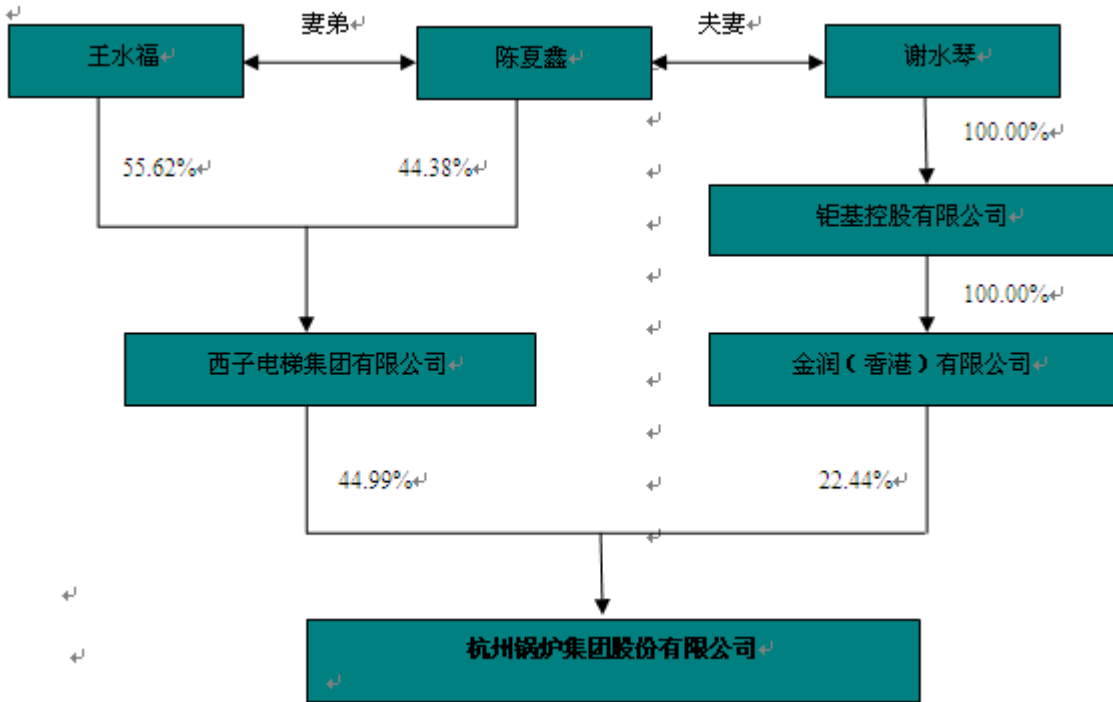 妻弟
夫妻
王水福
陈夏鑫
谢水琴
100.00%
55.62%
44.38%
钜基控股有限公司
100.00%
西子电梯集团有限公司
金润（香港）有限公司
44.99%
22.44%
杭州锅炉集团股份有限公司